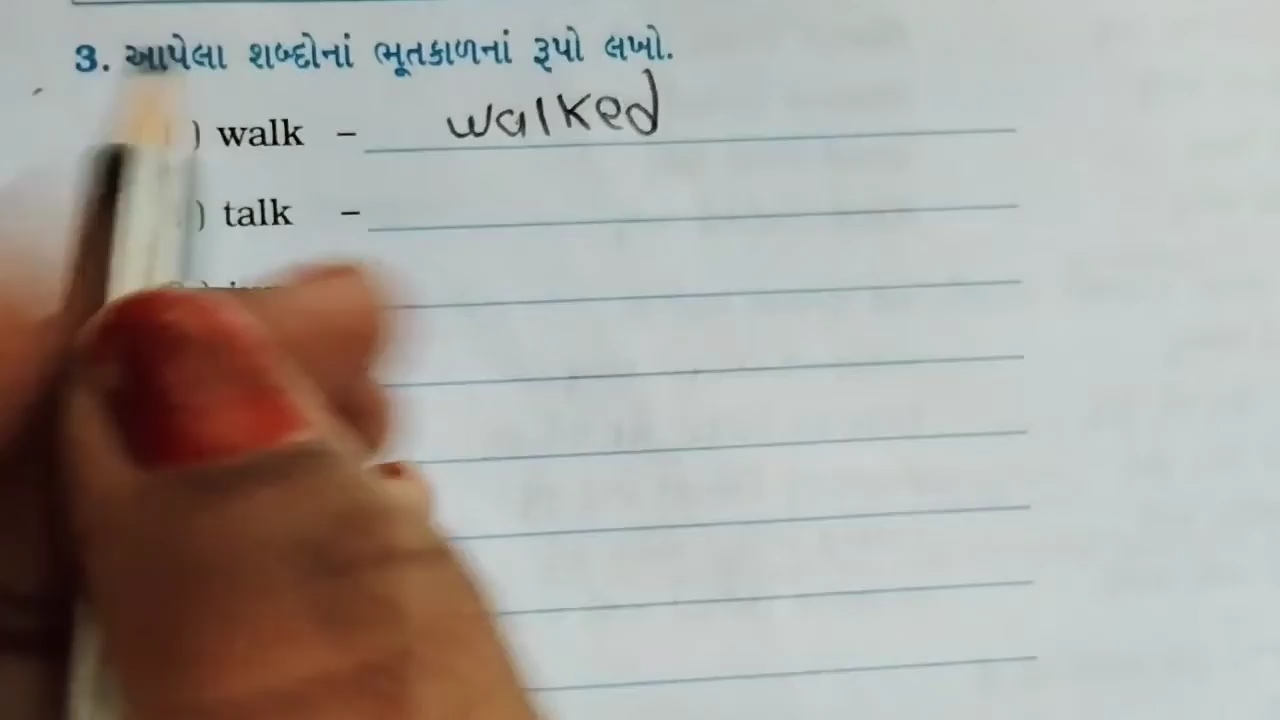 3. આપેલા શબ્દોનાં ભૂતકાળનાં રૂપો લખો.
) walk – walked
) talk –